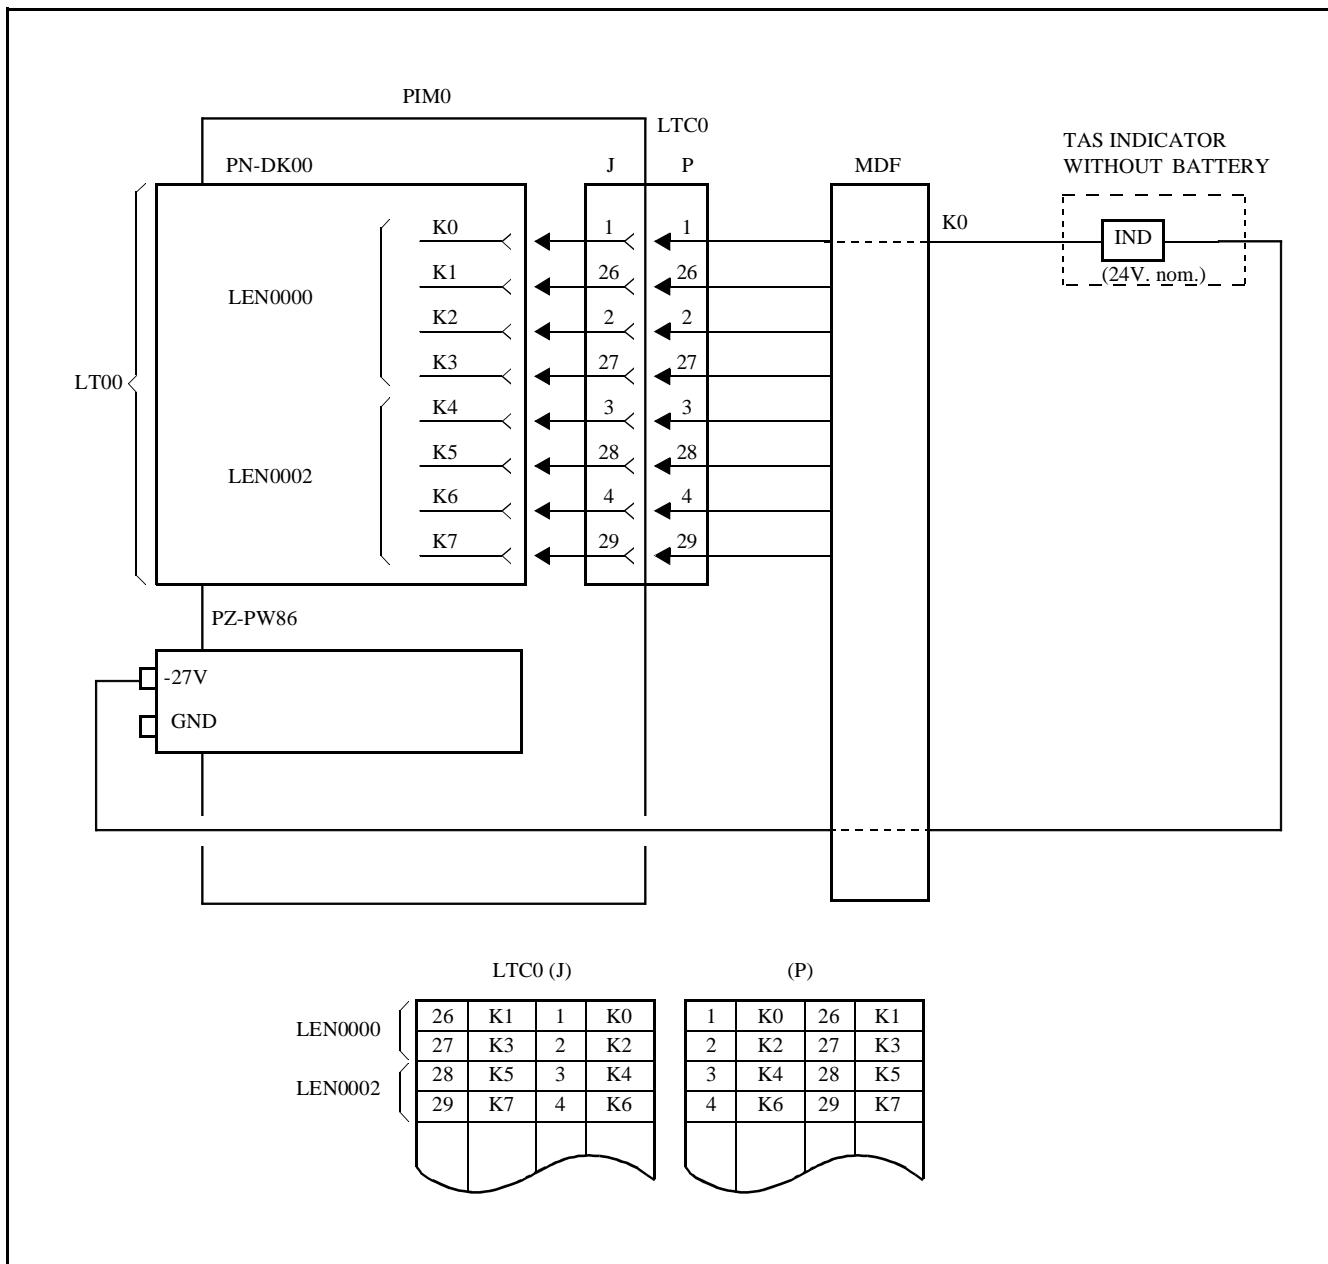 PIM0
LTC0
TAS INDICATOR
WITHOUT BATTERY
PN-DK00
J
P
MDF
K0
1
1
K0
IND
(24V. nom.)
K1
26
26
LEN0000
K2
2
2
K3
27
27
LT00
K4
3
3
K5
28
28
LEN0002
K6
4
4
K7
29
29
PZ-PW86
-27V
GND
LTC0 (J)
(P)
LEN0000
26 K1 1 K0
1 K0 26 K1
27 K3 2 K2
2 K2 27 K3
LEN0002
28 K5 3 K4
3 K4 28 K5
29 K7 4 K6
4 K6 29 K7